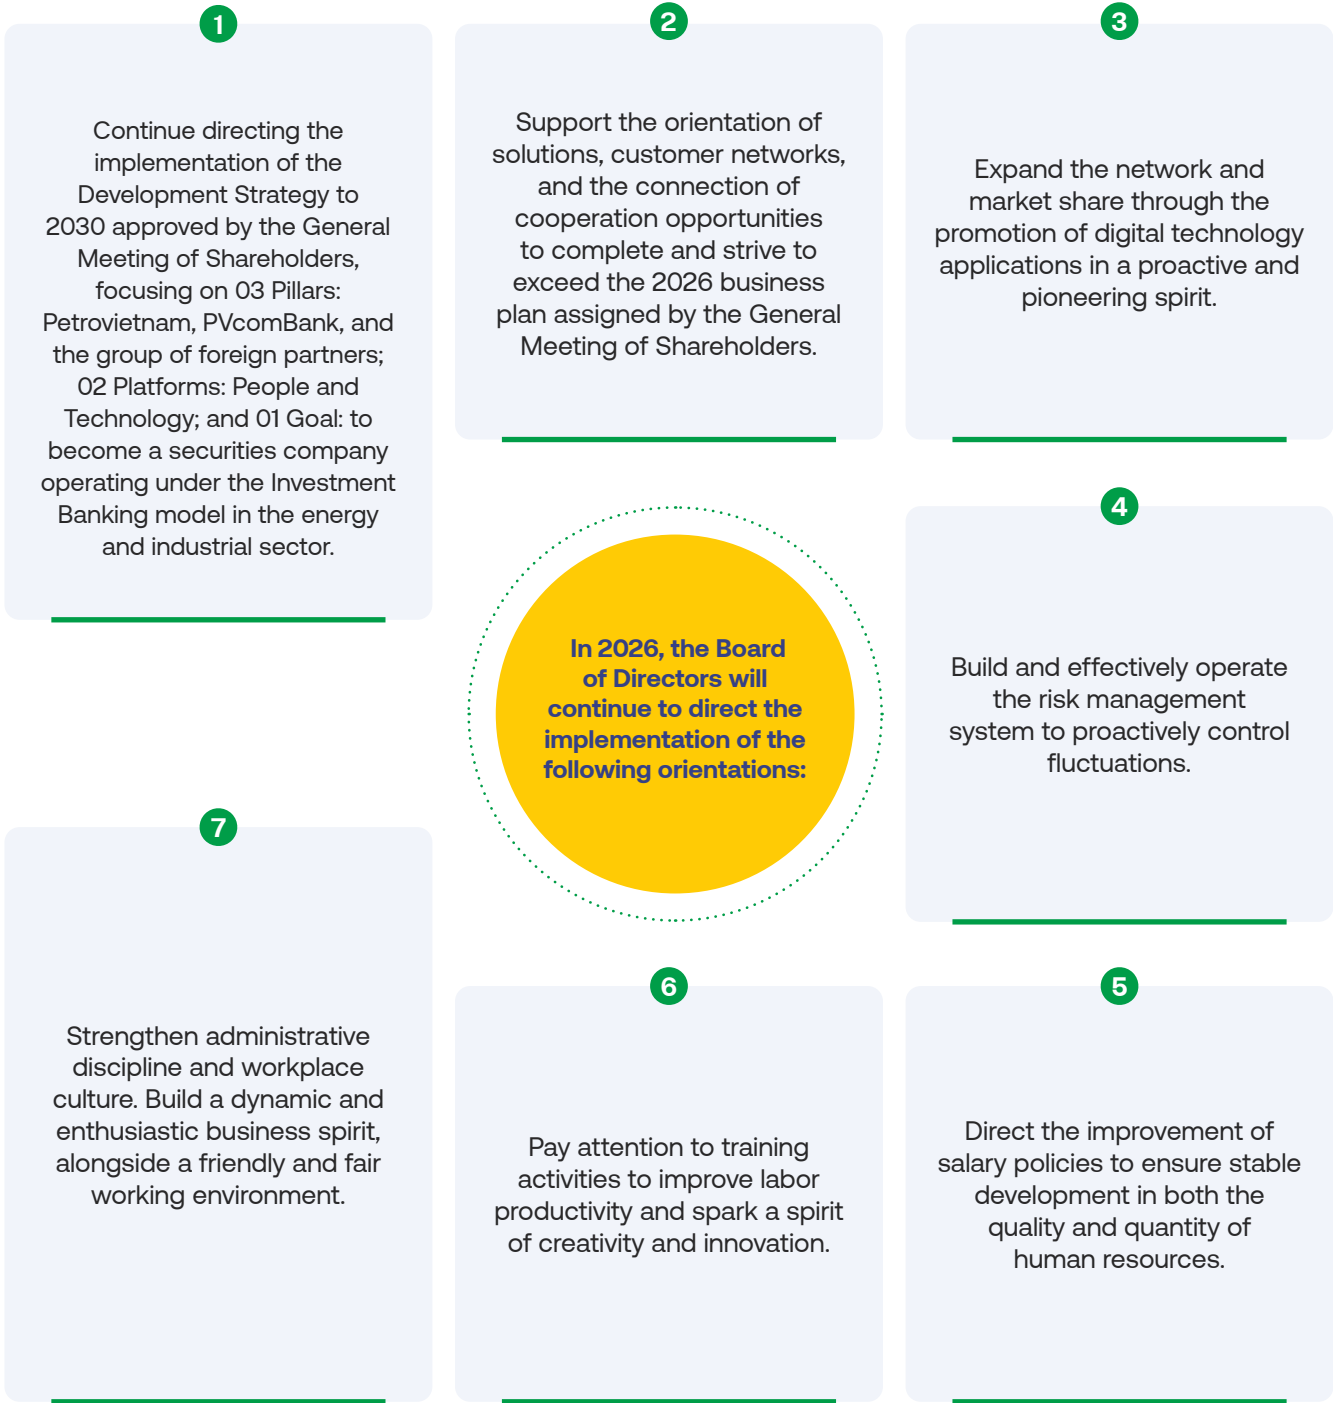 1
Continue directing the
implementation of the
Development Strategy to
2030 approved by the General
Meeting of Shareholders,
focusing on 03 Pillars:
Petrovietnam, PVcomBank, and
the group of foreign partners;
02 Platforms: People and
Technology; and 01 Goal: to
become a securities company
operating under the Investment
Banking model in the energy
and industrial sector.
2
Support the orientation of
solutions, customer networks,
and the connection of
cooperation opportunities
to complete and strive to
exceed the 2026 business
plan assigned by the General
Meeting of Shareholders.
3
Expand the network and
market share through the
promotion of digital technology
applications in a proactive and
pioneering spirit.
In 2026, the Board
of Directors will
continue to direct the
implementation of the
following orientations:
4
Build and effectively operate
the risk management
system to proactively control
fluctuations.
5
Direct the improvement of
salary policies to ensure stable
development in both the
quality and quantity of
human resources.
6
Pay attention to training
activities to improve labor
productivity and spark a spirit
of creativity and innovation.
7
Strengthen administrative
discipline and workplace
culture. Build a dynamic and
enthusiastic business spirit,
alongside a friendly and fair
working environment.